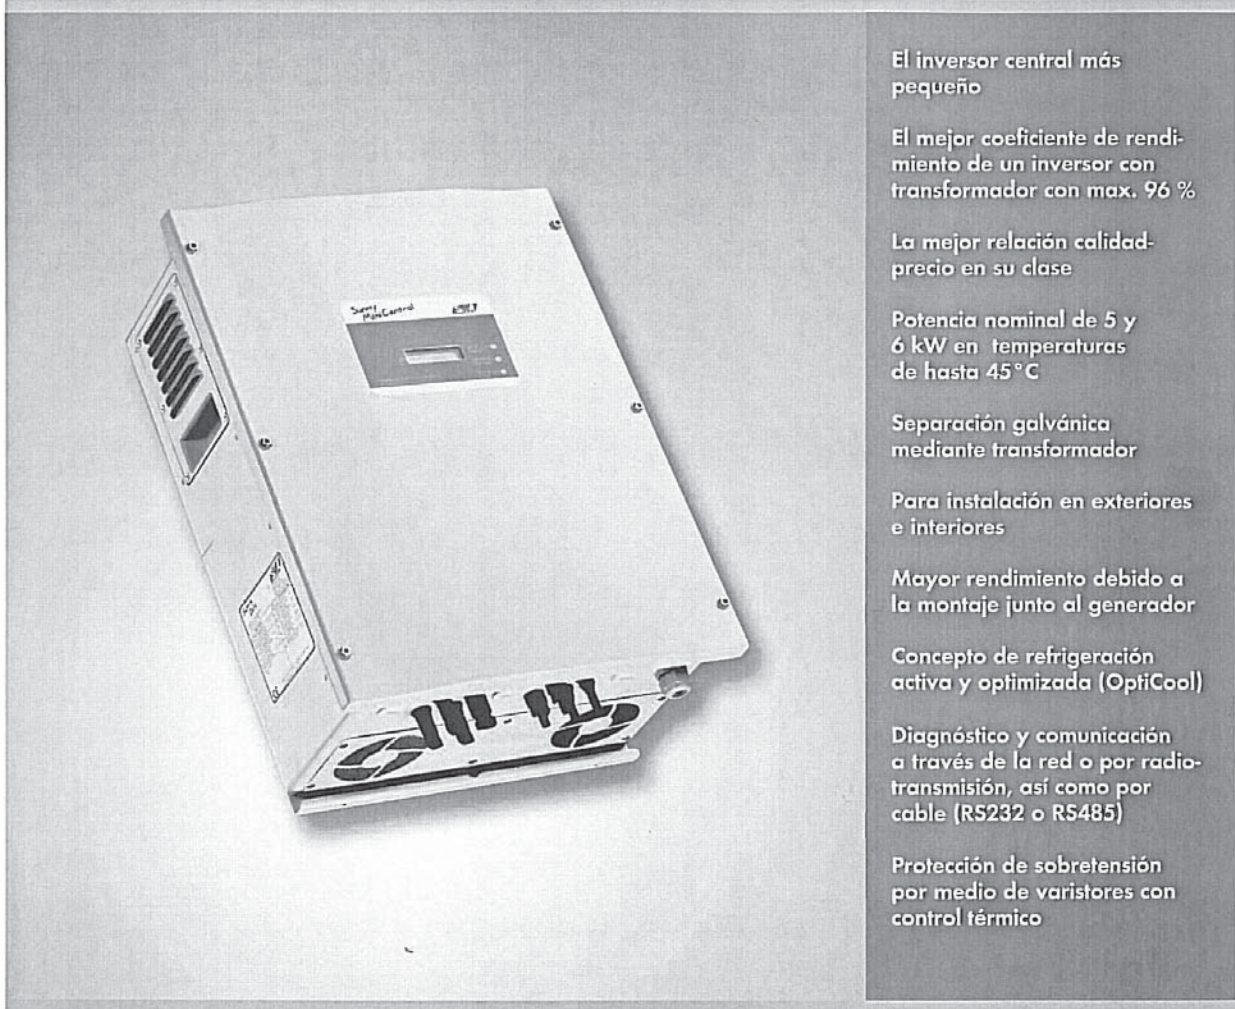 Sunny
Mini Central
El inversor central más
pequeño
El mejor coeficiente de rendi-
miento de un inversor con
transformador con max. 96 %
La mejor relación calidad-
precio en su clase
Potencia nominal de 5 y
6 kW en temperaturas
de hasta 45°C
Separación galvánica
mediante transformador
Para instalación en exteriores
e interiores
Mayor rendimiento debido a
la montaje junto al generador
Concepto de refrigeración
activa y optimizada (OptiCool)
Diagnóstico y comunicación
a través de la red o por radio-
transmisión, así como por
cable (RS232 o RS485)
Protección de sobretensión
por medio de varistores con
control térmico